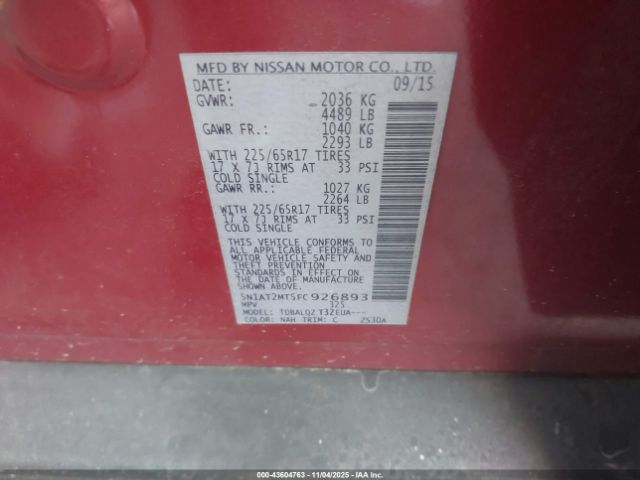 MFD BY NISSAN MOTOR CO., LTD.
DATE: 09/15
GVWR: 2036 KG
4489 LB
GAWR FR.: 1040 KG
2293 LB
WITH 225/65R17 TIRES
17 X 7J RIMS AT 33 PSI
COLD SINGLE
GAWR RR.: 1027 KG
2264 LB
WITH 225/65R17 TIRES
17 X 7J RIMS AT 33 PSI
COLD SINGLE
THIS VEHICLE CONFORMS TO
ALL APPLICABLE FEDERAL
MOTOR VEHICLE SAFETY AND
THEFT PREVENTION
STANDARDS IN EFFECT ON
THE DATE OF MANUFACTURE
5N1AT2MT5FC926893
MPV 325
MODEL: TDBALQZ T32EUA---
COLOR: NAH TRIM: C 2530A
000-43604763 | 11/04/2025 | IAA Inc.